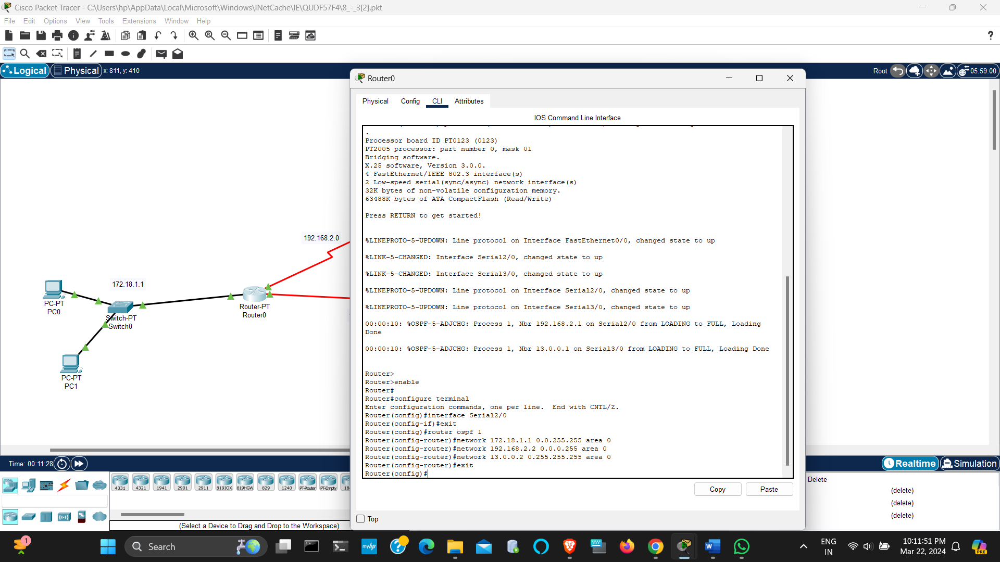 Cisco Packet Tracer - C:\Users\hp\AppData\Local\Microsoft\Windows\INetCache\IE\QUDF57F4\8_-_3[2].pkt
File Edit Options View Tools Extensions Window Help
Logical Physical x: 811, y: 410
Root 05:59:00
Router0
Physical Config CLI Attributes
IOS Command Line Interface
.
Processor board ID PT0123 (0123)
PT2005 processor: part number 0, mask 01
Bridging software.
X.25 software, Version 3.0.0.
4 FastEthernet/IEEE 802.3 interface(s)
2 Low-speed serial(sync/async) network interface(s)
32K bytes of non-volatile configuration memory.
63488K bytes of ATA CompactFlash (Read/Write)
Press RETURN to get started!
%LINEPROTO-5-UPDOWN: Line protocol on Interface FastEthernet0/0, changed state to up
%LINK-5-CHANGED: Interface Serial2/0, changed state to up
%LINK-5-CHANGED: Interface Serial3/0, changed state to up
%LINEPROTO-5-UPDOWN: Line protocol on Interface Serial2/0, changed state to up
%LINEPROTO-5-UPDOWN: Line protocol on Interface Serial3/0, changed state to up
00:00:10: %OSPF-5-ADJCHG: Process 1, Nbr 192.168.2.1 on Serial2/0 from LOADING to FULL, Loading
Done
00:00:10: %OSPF-5-ADJCHG: Process 1, Nbr 13.0.0.1 on Serial3/0 from LOADING to FULL, Loading Done
Router>
Router>enable
Router#
Router#configure terminal
Enter configuration commands, one per line.  End with CNTL/Z.
Router(config)#interface Serial2/0
Router(config-if)#exit
Router(config)#router ospf 1
Router(config-router)#network 172.18.1.1 0.0.255.255 area 0
Router(config-router)#network 192.168.2.2 0.0.0.255 area 0
Router(config-router)#network 13.0.0.2 0.255.255.255 area 0
Router(config-router)#exit
Router(config)#
Copy Paste
Top
192.168.2.0
172.18.1.1
PC-PT
PC0
Switch-PT
Switch0
Router-PT
Router0
PC-PT
PC1
Time: 00:11:28
Realtime Simulation
4331 4321 1941 2901 2911 819IOX 819HGW 829 1240 PT-Router PT-Empty 18
(Select a Device to Drag and Drop to the Workspace)
Delete
(delete)
(delete)
(delete)
1
Search
myhp
ENG
IN
10:11:51 PM
Mar 22, 2024
PRE